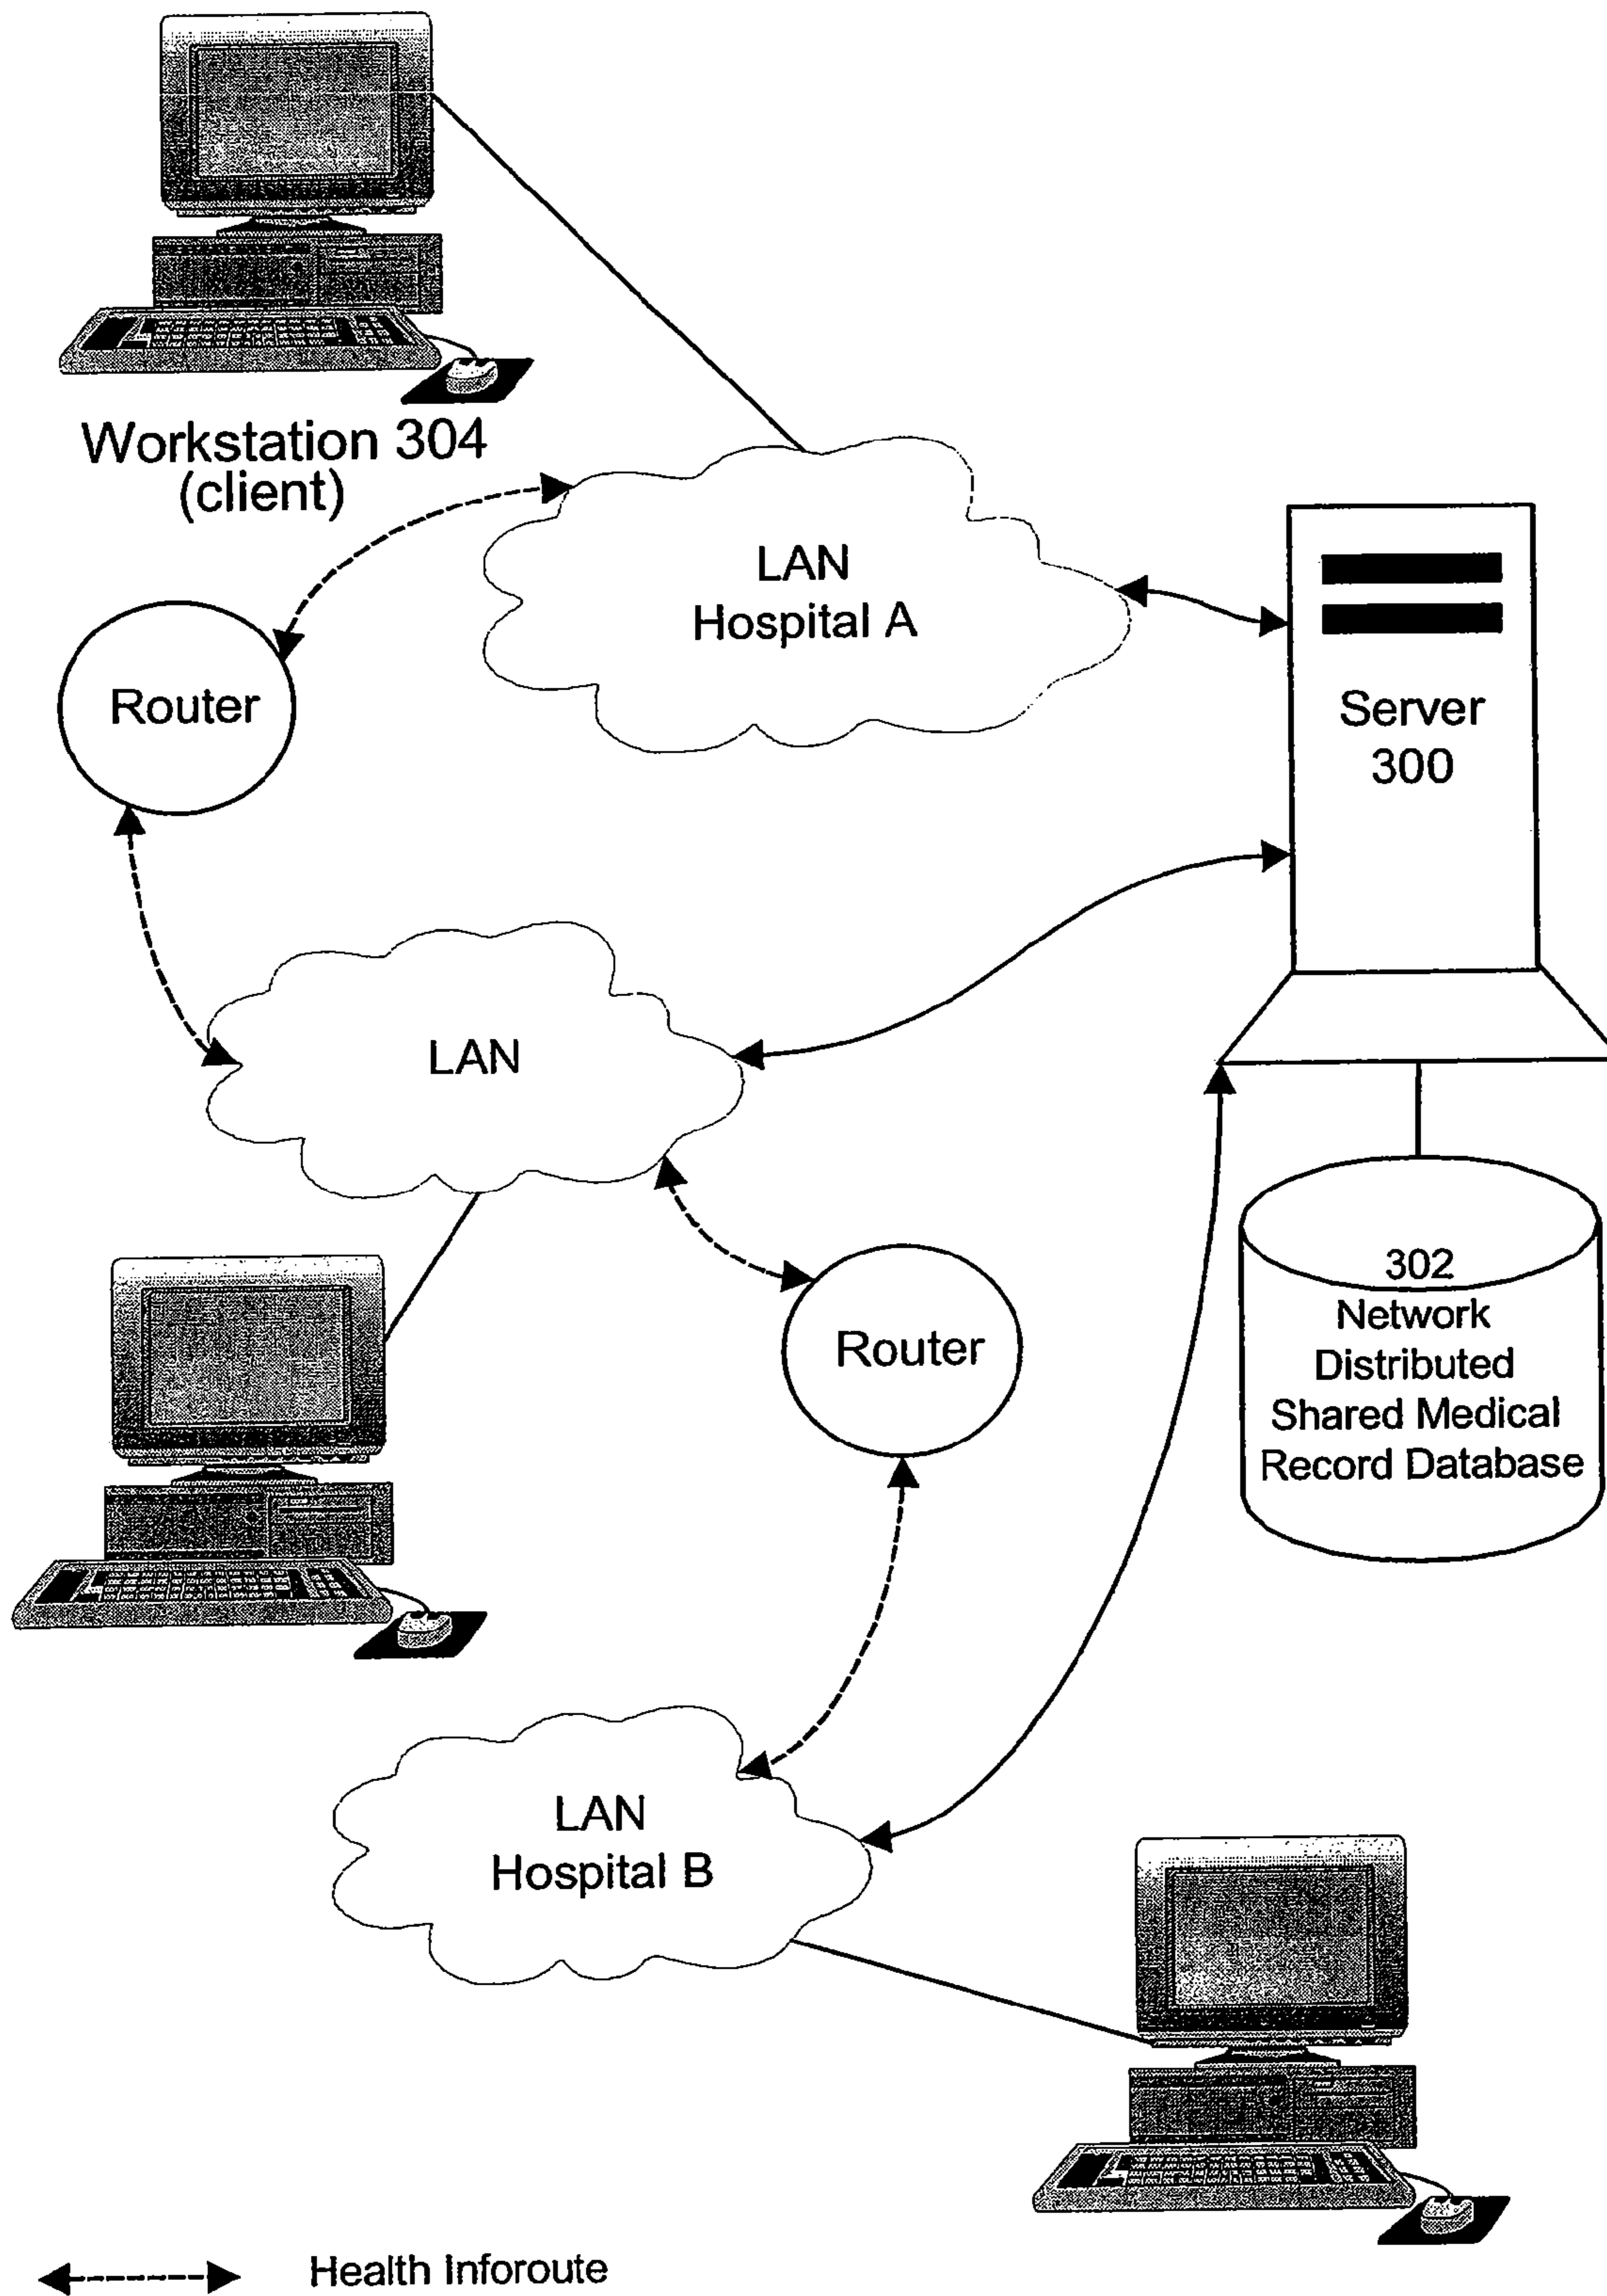 Workstation 304
(client)
LAN
Hospital A
Router
Server
300
LAN
302
Network
Distributed
Shared Medical
Record Database
Router
LAN
Hospital B
Health Inforoute